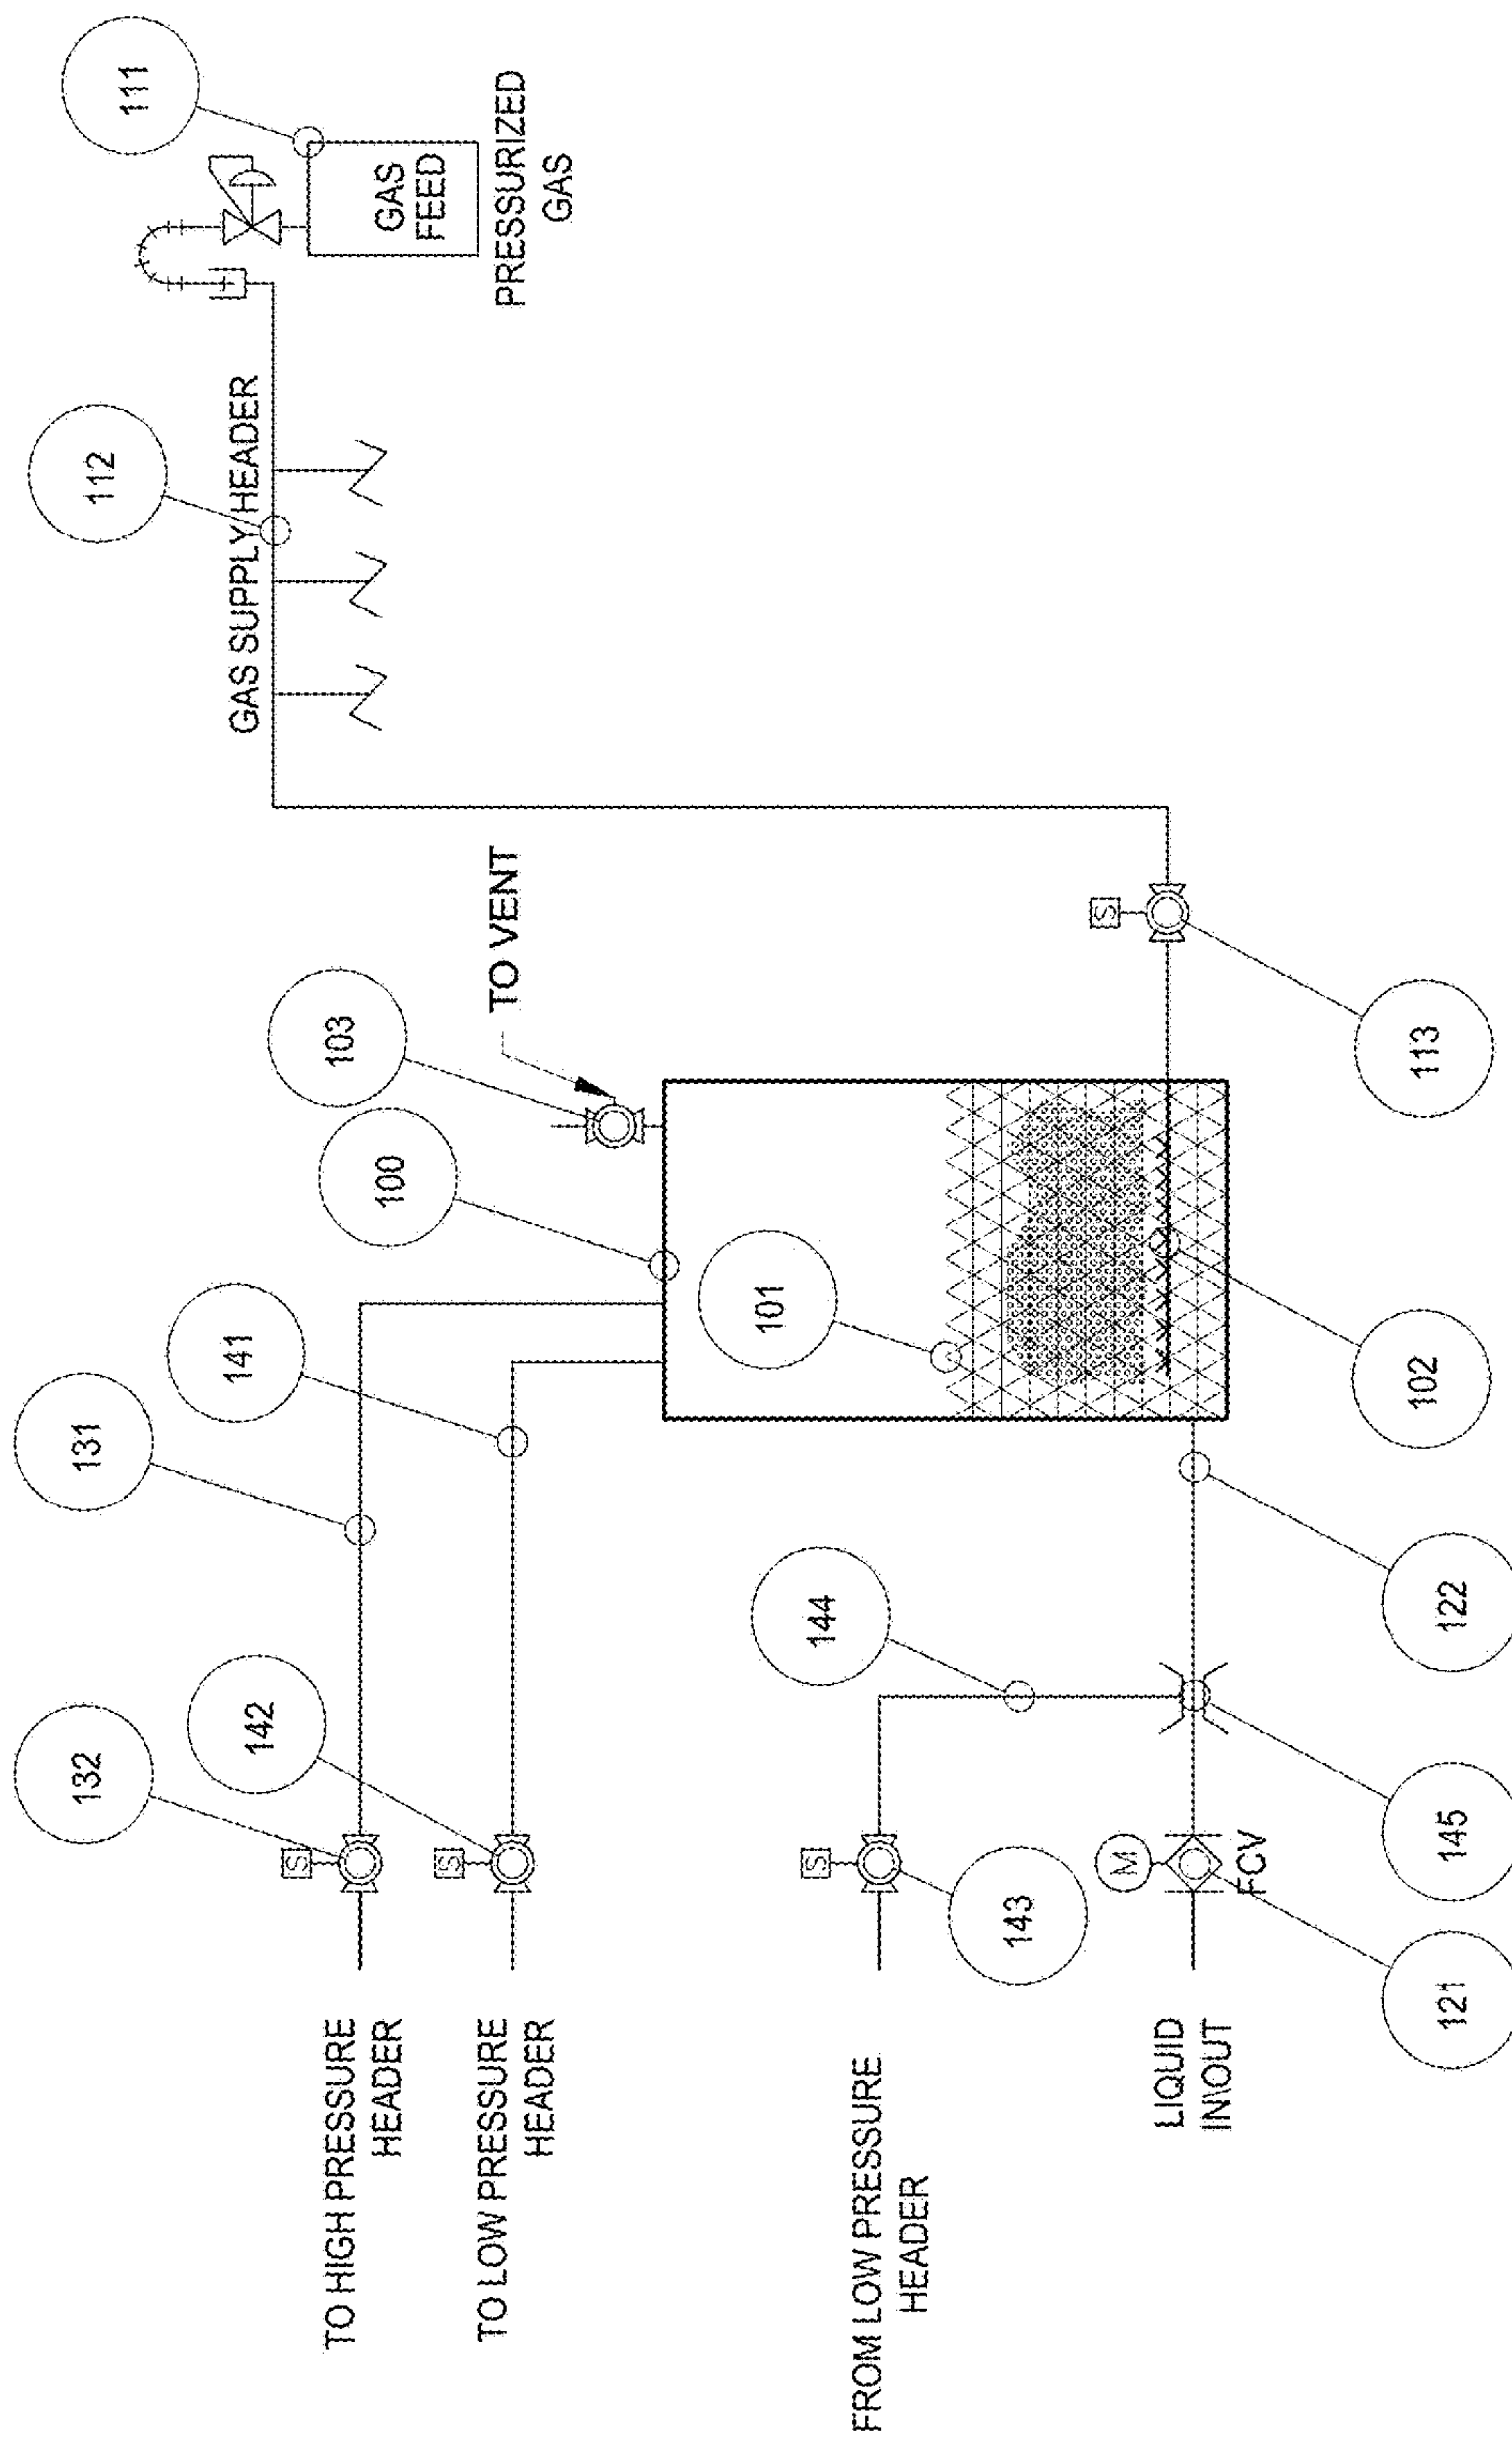 TO HIGH PRESSURE
HEADER
TO LOW PRESSURE
HEADER
FROM LOW PRESSURE
HEADER
LIQUID
IN\OUT
132
131
142
141
S
S
S
M
FCV
143
144
121
145
122
100
103
101
102
TO VENT
S
113
112
GAS SUPPLY HEADER
111
GAS
FEED
PRESSURIZED
GAS